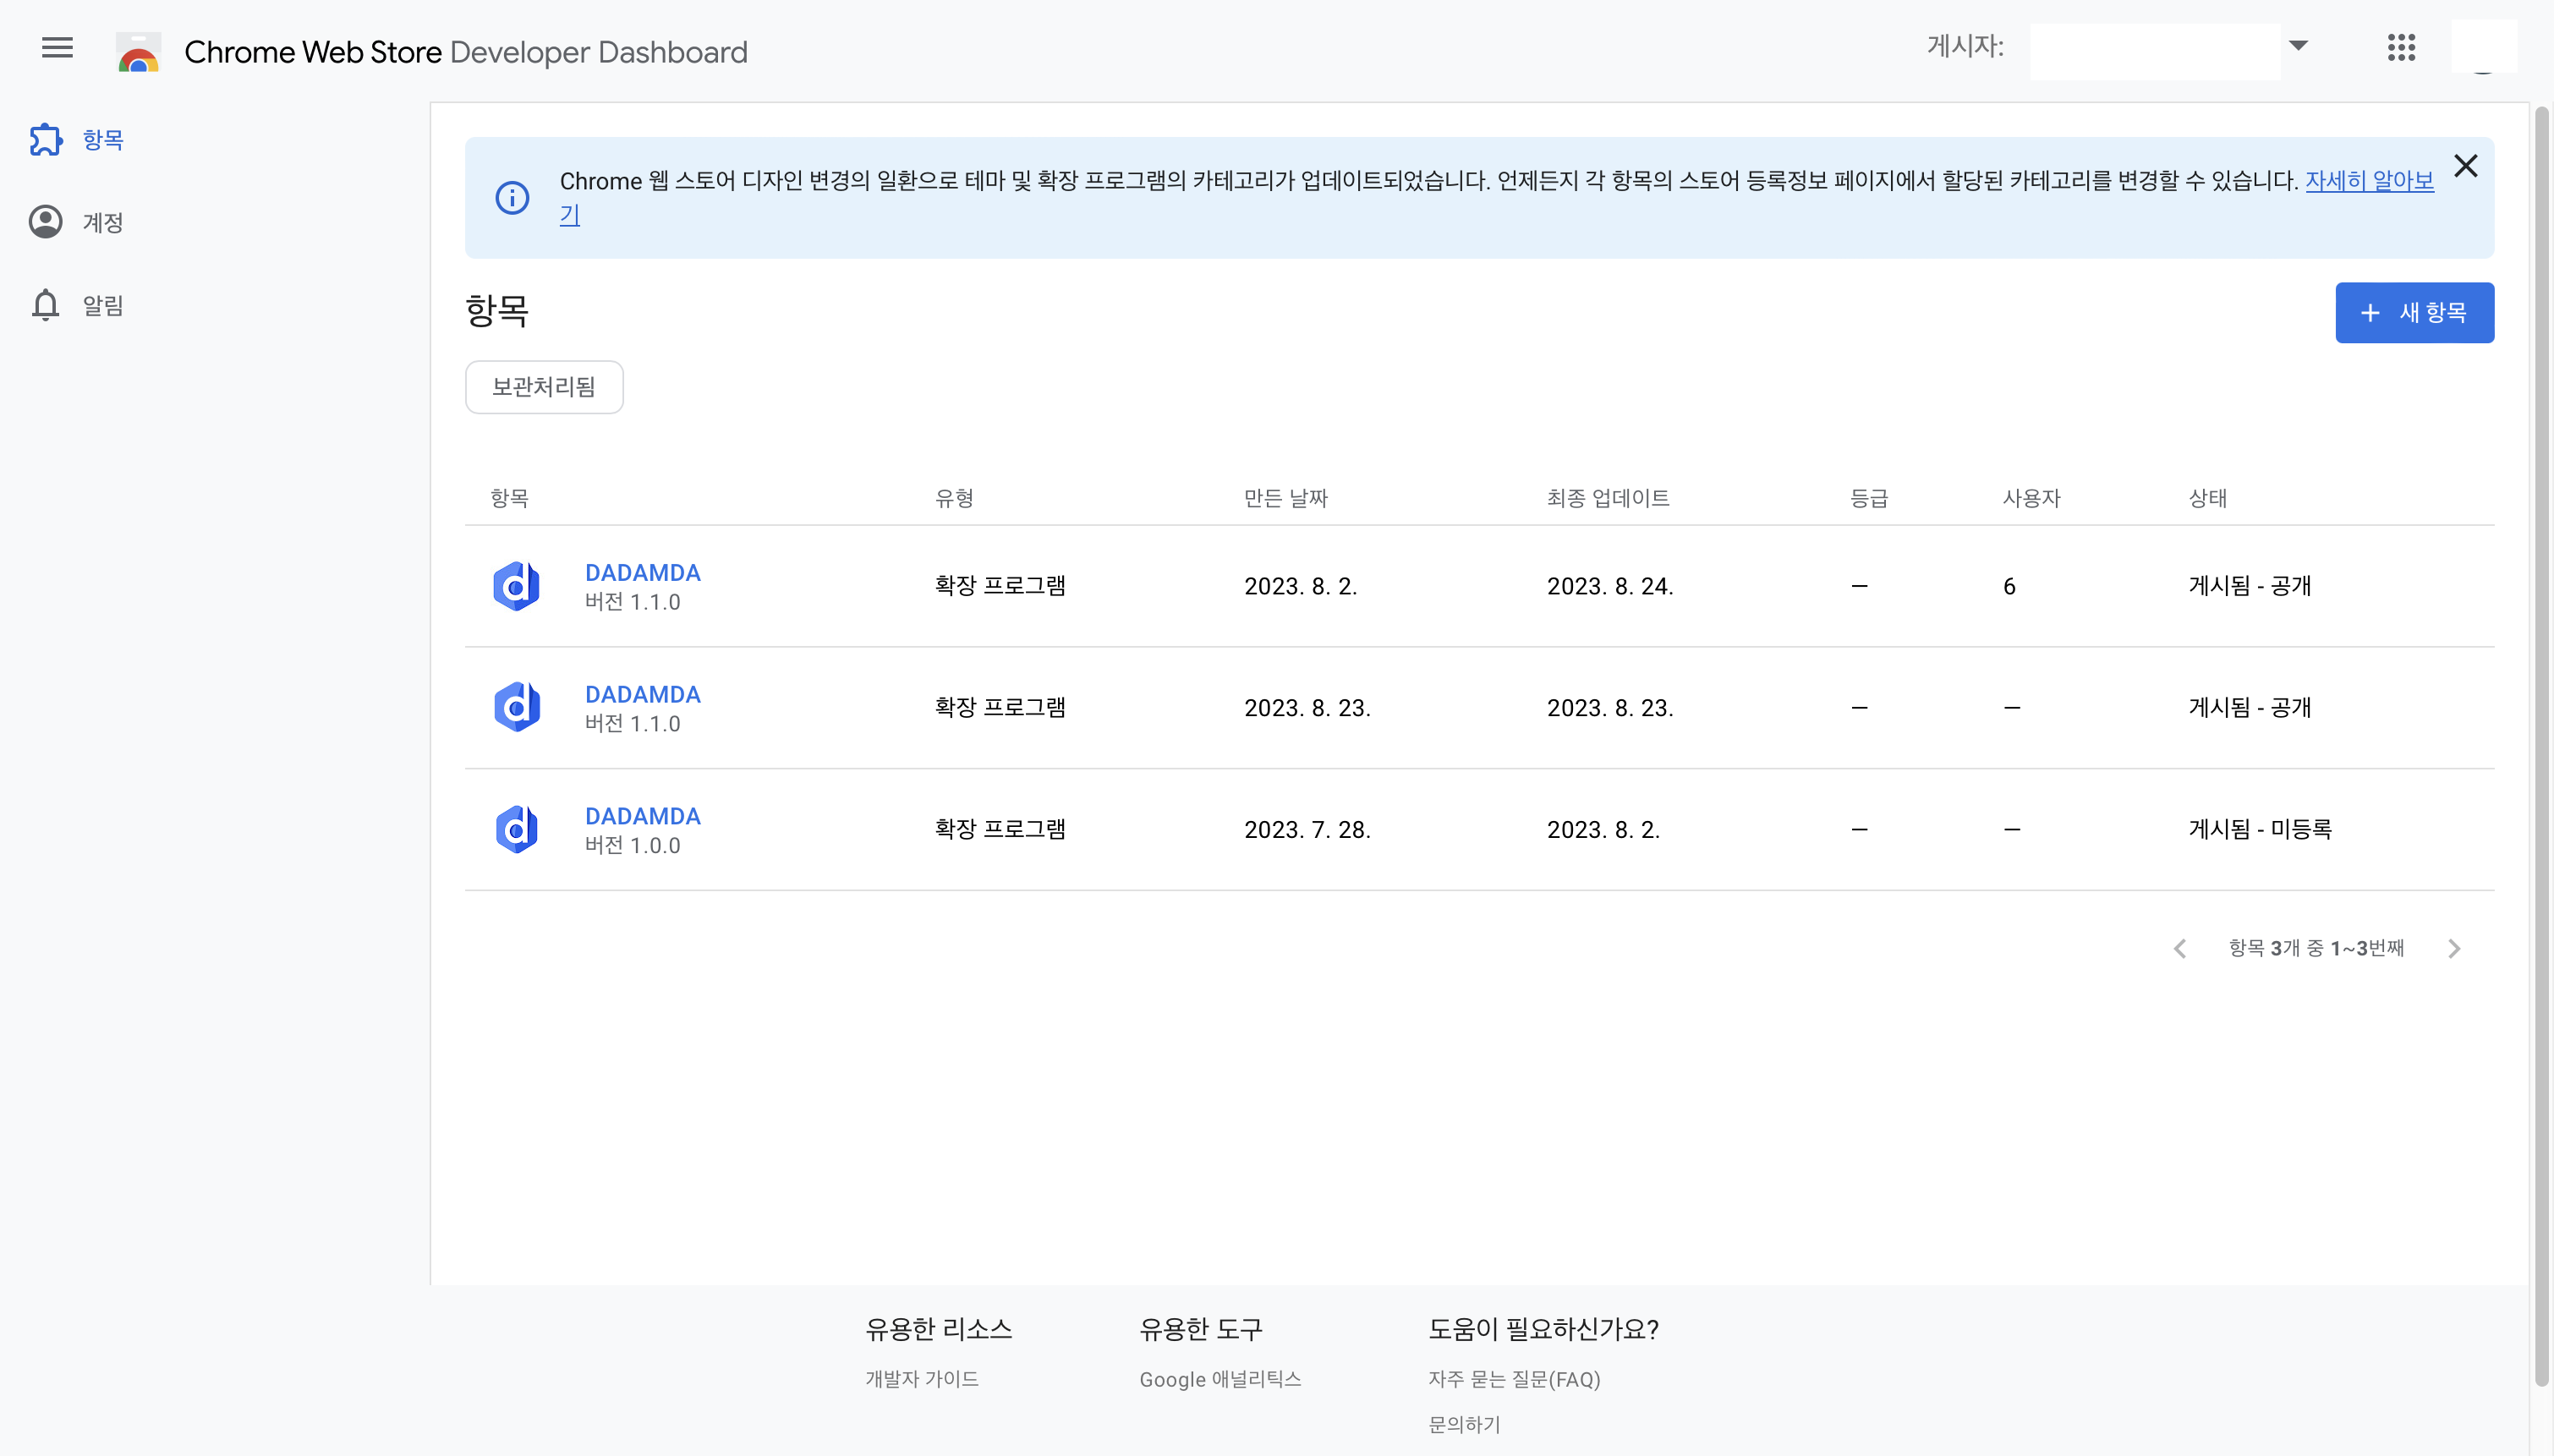 Chrome Web Store Developer Dashboard
게시자:
항목
계정
알림
Chrome 웹 스토어 디자인 변경의 일환으로 테마 및 확장 프로그램의 카테고리가 업데이트되었습니다. 언제든지 각 항목의 스토어 등록정보 페이지에서 할당된 카테고리를 변경할 수 있습니다. 자세히 알아보
기
항목
+ 새 항목
보관처리됨
항목 유형 만든 날짜 최종 업데이트 등급 사용자 상태
DADAMDA
버전 1.1.0
확장 프로그램 2023. 8. 2. 2023. 8. 24. — 6 게시됨 - 공개
DADAMDA
버전 1.1.0
확장 프로그램 2023. 8. 23. 2023. 8. 23. — — 게시됨 - 공개
DADAMDA
버전 1.0.0
확장 프로그램 2023. 7. 28. 2023. 8. 2. — — 게시됨 - 미등록
항목 3개 중 1~3번째
유용한 리소스
개발자 가이드
유용한 도구
Google 애널리틱스
도움이 필요하신가요?
자주 묻는 질문(FAQ)
문의하기